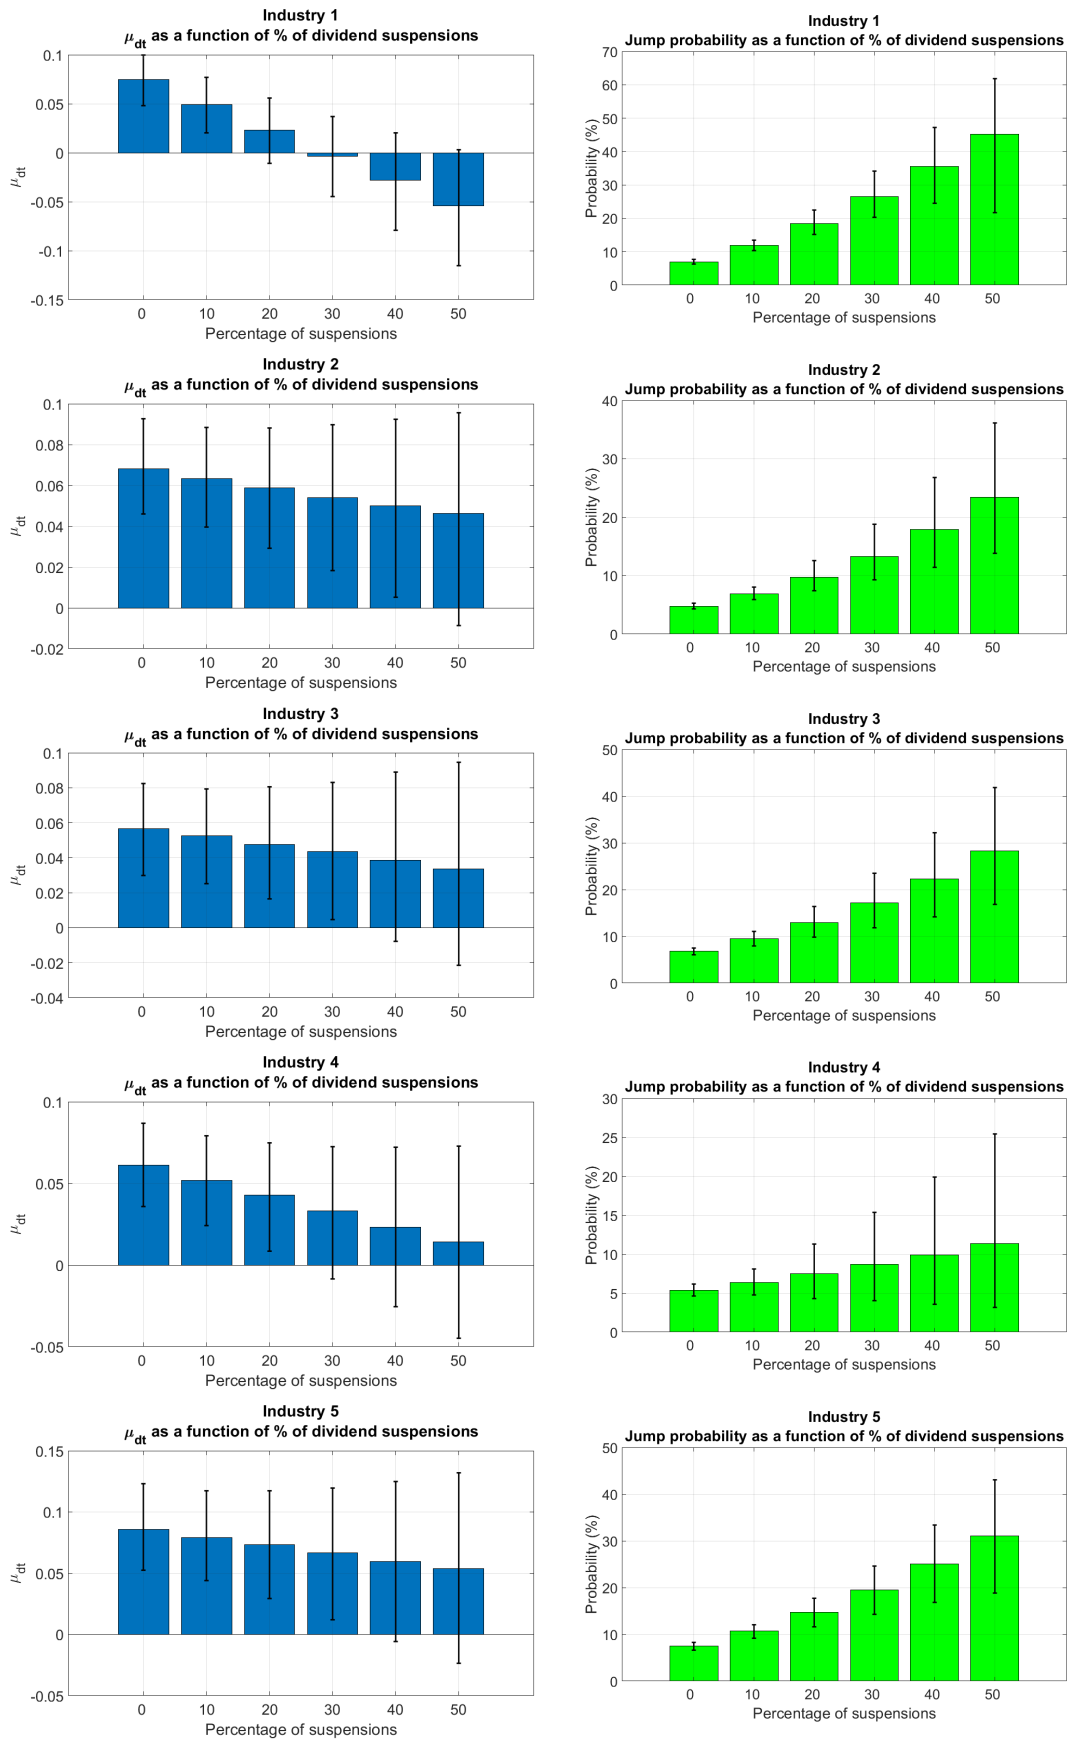 Industry 1
μdt as a function of % of dividend suspensions
0.1
0.05
0
-0.05
-0.1
-0.15
μdt
0 10 20 30 40 50
Percentage of suspensions
Industry 1
Jump probability as a function of % of dividend suspensions
70
60
50
40
30
20
10
0
Probability (%)
0 10 20 30 40 50
Percentage of suspensions
Industry 2
μdt as a function of % of dividend suspensions
0.1
0.08
0.06
0.04
0.02
0
-0.02
μdt
0 10 20 30 40 50
Percentage of suspensions
Industry 2
Jump probability as a function of % of dividend suspensions
40
30
20
10
0
Probability (%)
0 10 20 30 40 50
Percentage of suspensions
Industry 3
μdt as a function of % of dividend suspensions
0.1
0.08
0.06
0.04
0.02
0
-0.02
-0.04
μdt
0 10 20 30 40 50
Percentage of suspensions
Industry 3
Jump probability as a function of % of dividend suspensions
50
40
30
20
10
0
Probability (%)
0 10 20 30 40 50
Percentage of suspensions
Industry 4
μdt as a function of % of dividend suspensions
0.1
0.05
0
-0.05
μdt
0 10 20 30 40 50
Percentage of suspensions
Industry 4
Jump probability as a function of % of dividend suspensions
30
25
20
15
10
5
0
Probability (%)
0 10 20 30 40 50
Percentage of suspensions
Industry 5
μdt as a function of % of dividend suspensions
0.15
0.1
0.05
0
-0.05
μdt
0 10 20 30 40 50
Percentage of suspensions
Industry 5
Jump probability as a function of % of dividend suspensions
50
40
30
20
10
0
Probability (%)
0 10 20 30 40 50
Percentage of suspensions